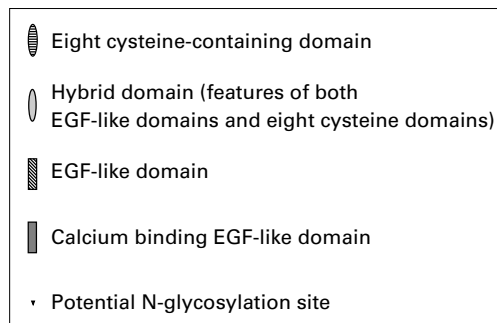 Eight cysteine-containing domain
Hybrid domain (features of both
EGF-like domains and eight cysteine domains)
EGF-like domain
Calcium binding EGF-like domain
Potential N-glycosylation site